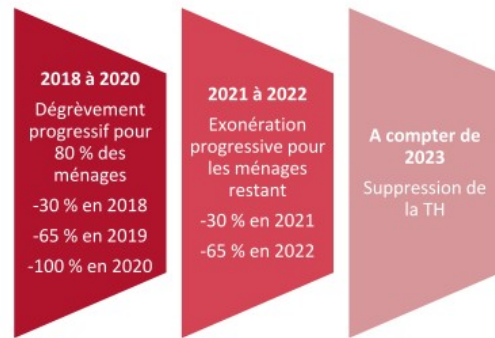 2018 à 2020
Dégrèvement
progressif pour
80 % des
ménages
-30 % en 2018
-65 % en 2019
-100 % en 2020
2021 à 2022
Exonération
progressive pour
les ménages
restant
-30 % en 2021
-65 % en 2022
A compter de
2023
Suppression de
la TH